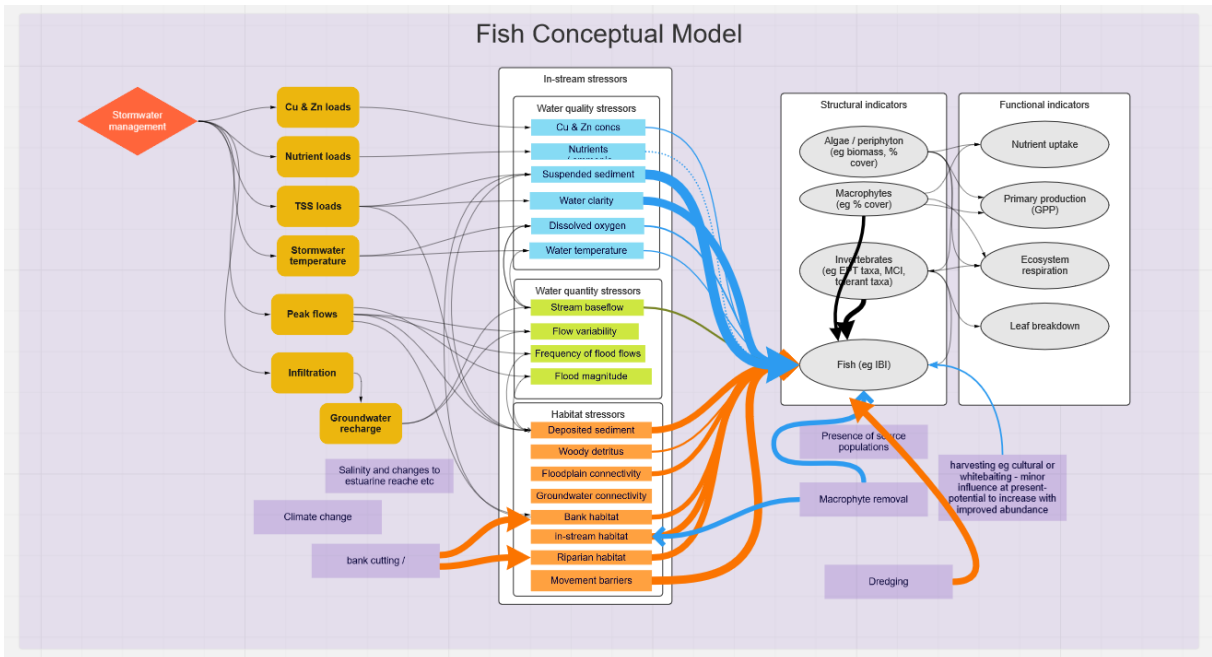 Fish Conceptual Model
Stormwater
management
Cu & Zn loads
Nutrient loads
TSS loads
Stormwater
temperature
Peak flows
Infiltration
Groundwater
recharge
In-stream stressors
Water quality stressors
Cu & Zn concs
Nutrients
Suspended sediment
Water clarity
Dissolved oxygen
Water temperature
Water quantity stressors
Stream baseflow
Flow variability
Frequency of flood flows
Flood magnitude
Habitat stressors
Deposited sediment
Woody detritus
Floodplain connectivity
Groundwater connectivity
Bank habitat
in-stream habitat
Riparian habitat
Movement barriers
Structural indicators
Algae / periphyton
(eg biomass, %
cover)
Macrophytes
(eg % cover)
Invertebrates
(eg EPT taxa, MCI,
tolerant taxa)
Fish (eg IBI)
Functional indicators
Nutrient uptake
Primary production
(GPP)
Ecosystem
respiration
Leaf breakdown
Salinity and changes to
estuarine reache etc
Climate change
bank cutting /
Presence of source
populations
Macrophyte removal
harvesting eg cultural or
whitebaiting - minor
influence at present-
potential to increase with
improved abundance
Dredging